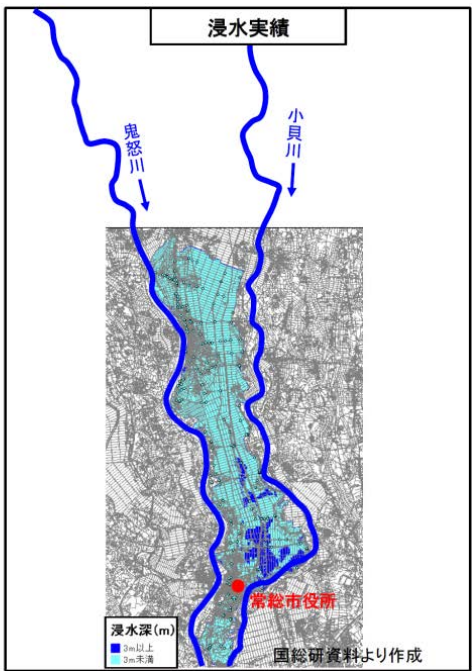 浸水実績
鬼怒川
小貝川
常総市役所
浸水深(m)
3m以上
3m未満
国総研資料より作成